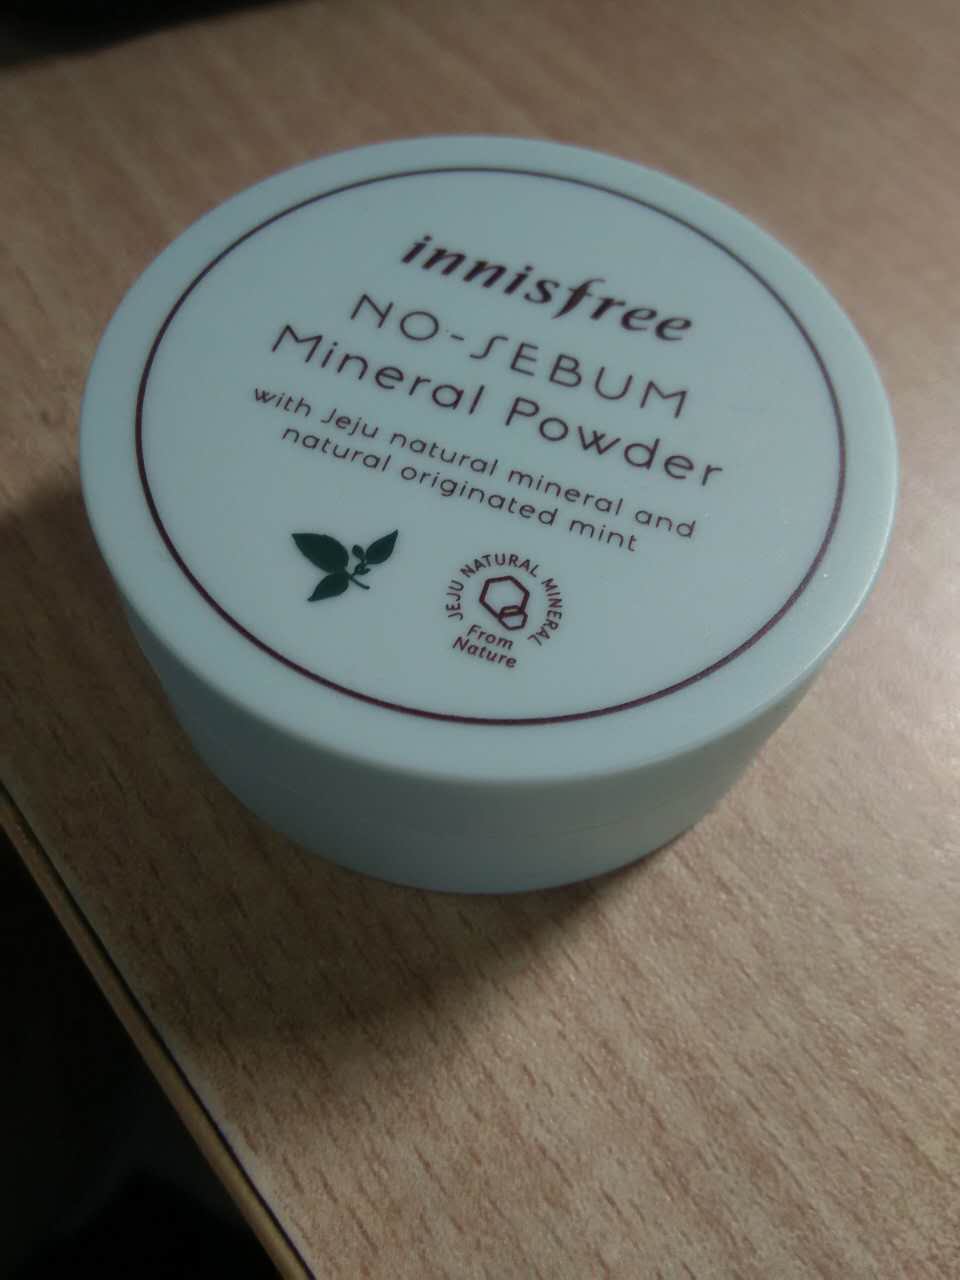 innisfree
NO-SEBUM
Mineral Powder
with Jeju natural mineral and
natural originated mint
JEJU NATURAL MINERAL
From
Nature